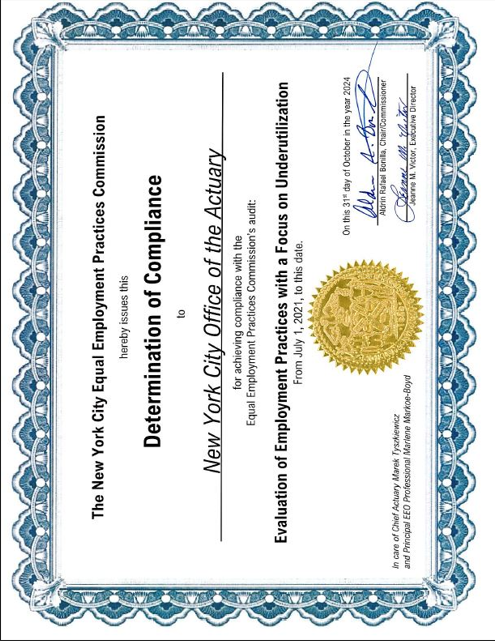 The New York City Equal Employment Practices Commission
hereby issues this
Determination of Compliance
to
New York City Office of the Actuary
for achieving compliance with the
Equal Employment Practices Commission's audit:
Evaluation of Employment Practices with a Focus on Underutilization
From July 1, 2021, to this date.
On this 31st day of October in the year 2024
Aldrin Rafael Bonilla, Chair/Commissioner
Jeanne M. Victor, Executive Director
In care of Chief Actuary Marek Tyszkiewicz
and Principal EEO Professional Marlene Markoe-Boyd